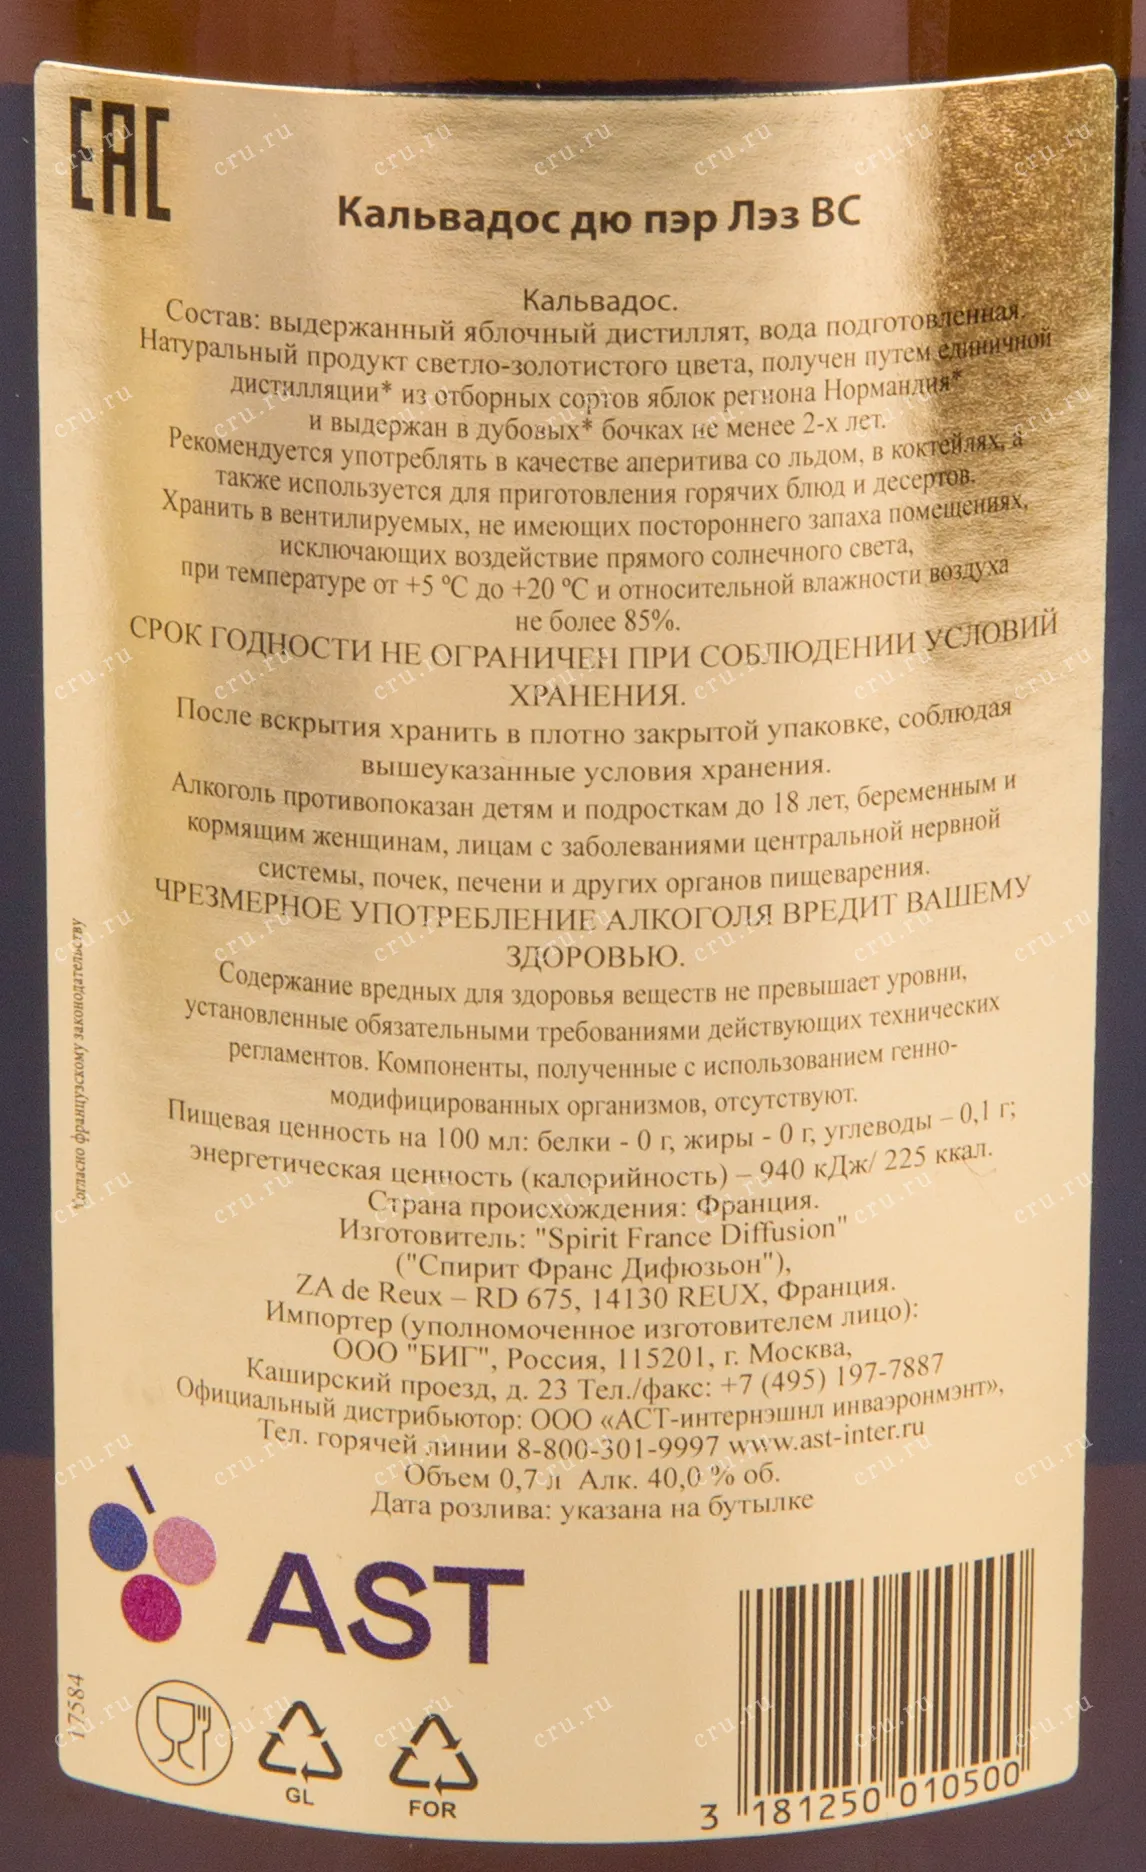 EAC
Кальвадос дю пэр Лэз ВС
Кальвадос.
Состав: выдержанный яблочный дистиллят, вода подготовленная.
Натуральный продукт светло-золотистого цвета, получен путем единичной
дистилляции* из отборных сортов яблок региона Нормандия*
и выдержан в дубовых* бочках не менее 2-х лет.
Рекомендуется употреблять в качестве аперитива со льдом, в коктейлях, а
также используется для приготовления горячих блюд и десертов.
Хранить в вентилируемых, не имеющих постороннего запаха помещениях,
исключающих воздействие прямого солнечного света,
при температуре от +5 ºС до +20 ºС и относительной влажности воздуха
не более 85%.
СРОК ГОДНОСТИ НЕ ОГРАНИЧЕН ПРИ СОБЛЮДЕНИИ УСЛОВИЙ
ХРАНЕНИЯ.
После вскрытия хранить в плотно закрытой упаковке, соблюдая
вышеуказанные условия хранения.
Алкоголь противопоказан детям и подросткам до 18 лет, беременным и
кормящим женщинам, лицам с заболеваниями центральной нервной
системы, почек, печени и других органов пищеварения.
ЧРЕЗМЕРНОЕ УПОТРЕБЛЕНИЕ АЛКОГОЛЯ ВРЕДИТ ВАШЕМУ
ЗДОРОВЬЮ.
Содержание вредных для здоровья веществ не превышает уровни,
установленные обязательными требованиями действующих технических
регламентов. Компоненты, полученные с использованием генно-
модифицированных организмов, отсутствуют.
Пищевая ценность на 100 мл: белки - 0 г, жиры - 0 г, углеводы – 0,1 г;
энергетическая ценность (калорийность) – 940 кДж/ 225 ккал.
Страна происхождения: Франция.
Изготовитель: "Spirit France Diffusion"
("Спирит Франс Дифюзьон"),
ZA de Reux – RD 675, 14130 REUX, Франция.
Импортер (уполномоченное изготовителем лицо):
ООО "БИГ", Россия, 115201, г. Москва,
Каширский проезд, д. 23 Тел./факс: +7 (495) 197-7887
Официальный дистрибьютор: ООО «АСТ-интернэшнл инваэронмэнт»,
Тел. горячей линии 8-800-301-9997 www.ast-inter.ru
Объем 0,7 л Алк. 40,0 % об.
Дата розлива: указана на бутылке
*Согласно французскому законодательству
AST
17584
GL
FOR
3 181250 010500
cru.ru